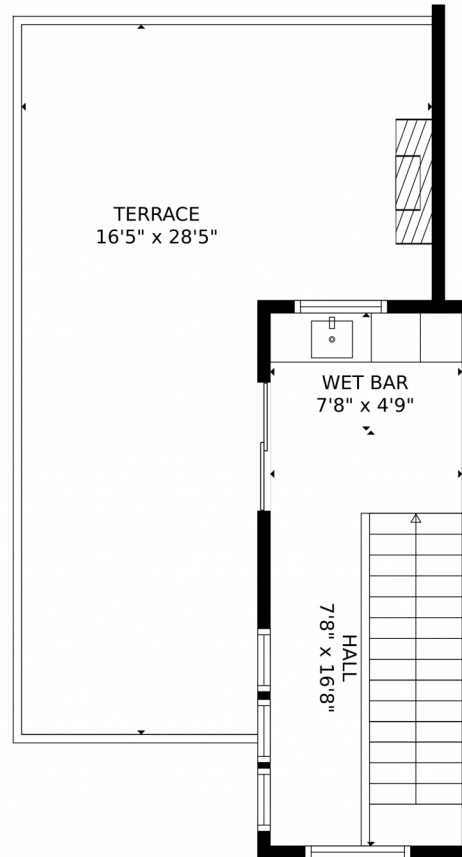 TERRACE
16'5" x 28'5"
WET BAR
7'8" x 4'9"
HALL
7'8" x 16'8"